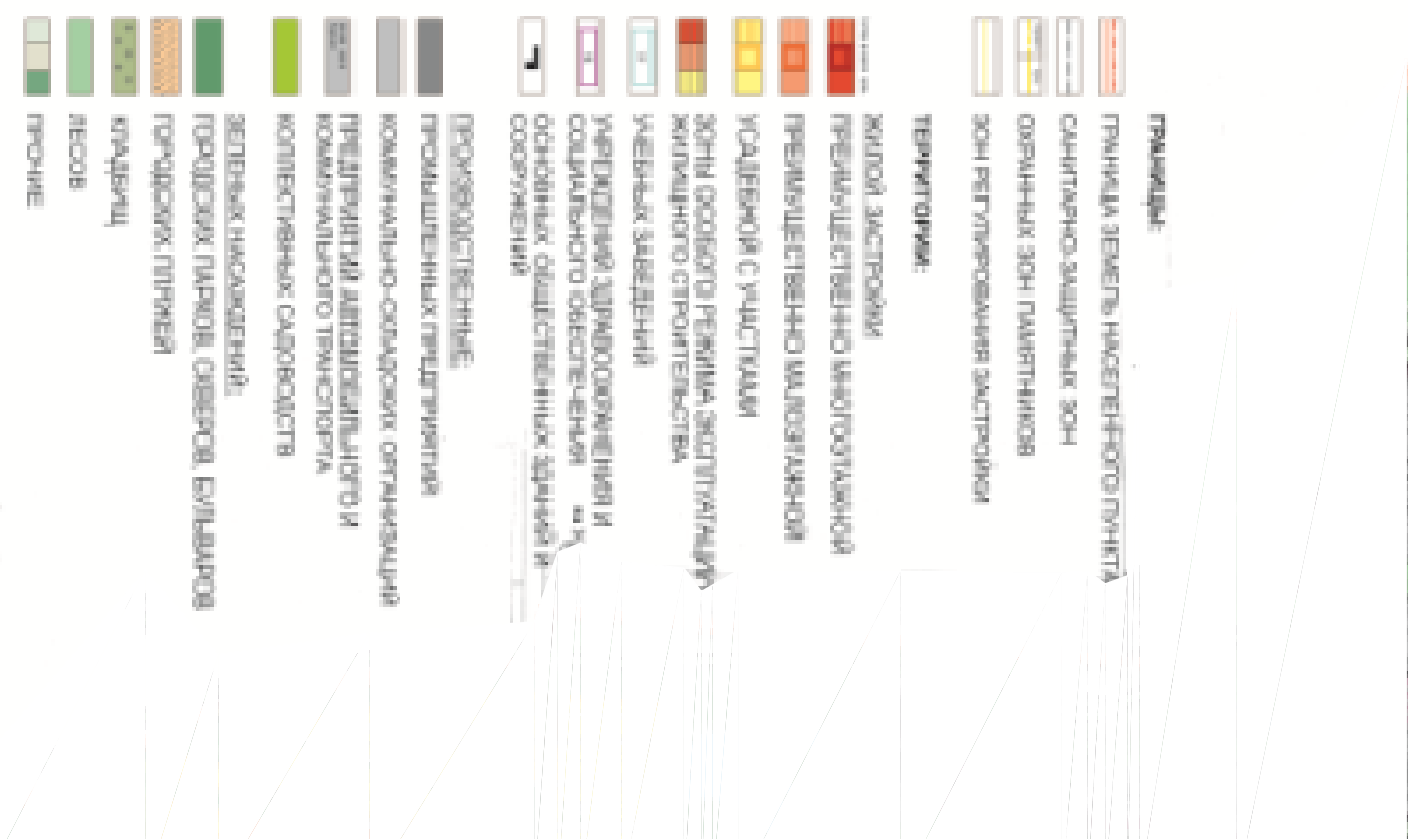 ГРАНИЦЫ:
ГРАНИЦА ЗЕМЕЛЬ НАСЕЛЕННОГО ПУНКТА
САНИТАРНО-ЗАЩИТНЫХ ЗОН
ОХРАННЫХ ЗОН ПАМЯТНИКОВ
ЗОН РЕГУЛИРОВАНИЯ ЗАСТРОЙКИ
ТЕРРИТОРИИ:
ЖИЛОЙ ЗАСТРОЙКИ
ПРЕИМУЩЕСТВЕННО МНОГОЭТАЖНОЙ
ПРЕИМУЩЕСТВЕННО МАЛОЭТАЖНОЙ
УСАДЕБНОЙ С УЧАСТКАМИ
ЗОНЫ ОСОБОГО РЕЖИМА ЭКСПЛУАТАЦИИ
ЖИЛИЩНОГО СТРОИТЕЛЬСТВА
УЧЕБНЫХ ЗАВЕДЕНИЙ
УЧРЕЖДЕНИЙ ЗДРАВООХРАНЕНИЯ И
СОЦИАЛЬНОГО ОБЕСПЕЧЕНИЯ
ОСНОВНЫХ ОБЩЕСТВЕННЫХ ЗДАНИЙ И
СООРУЖЕНИЙ
ПРОИЗВОДСТВЕННЫЕ:
ПРОМЫШЛЕННЫХ ПРЕДПРИЯТИЙ
КОММУНАЛЬНО-СКЛАДСКИХ ОРГАНИЗАЦИЙ
ПРЕДПРИЯТИЙ АВТОМОБИЛЬНОГО И
КОММУНАЛЬНОГО ТРАНСПОРТА
КОЛЛЕКТИВНЫХ САДОВОДСТВ
ЗЕЛЕНЫХ НАСАЖДЕНИЙ:
ГОРОДСКИХ ПАРКОВ, СКВЕРОВ, БУЛЬВАРОВ
ГОРОДСКИХ ПЛЯЖЕЙ
КЛАДБИЩ
ЛЕСОВ
ПРОЧИЕ